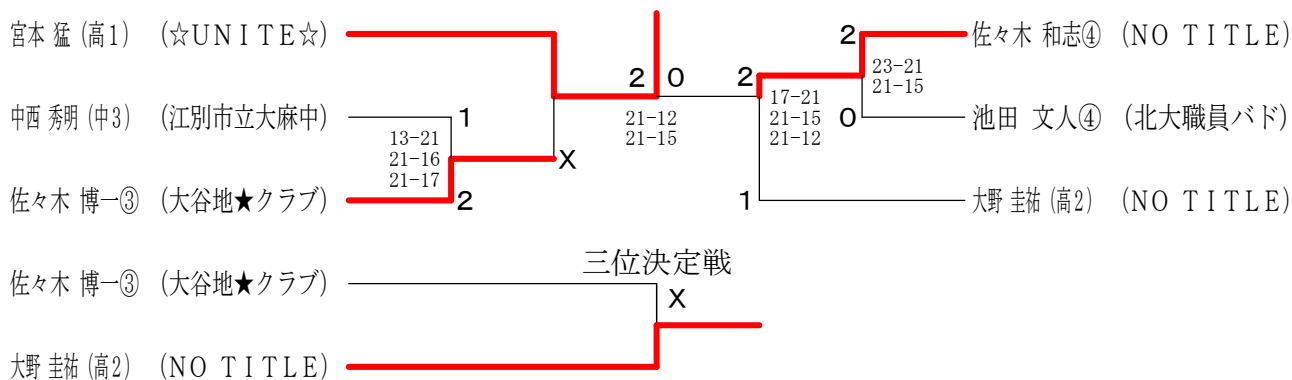 宮本 猛 (高1) (☆UNITE☆)
中西 秀明 (中3) (江別市立大麻中)
佐々木 博一③ (大谷地★クラブ)
1
13-21
21-16
21-17
2
X
2 0
21-12
21-15
2
17-21
21-15
21-12
1
2
23-21
21-15
0
佐々木 和志④ (NO TITLE)
池田 文人④ (北大職員バド)
大野 圭祐 (高2) (NO TITLE)
三位決定戦
佐々木 博一③ (大谷地★クラブ)
X
大野 圭祐 (高2) (NO TITLE)